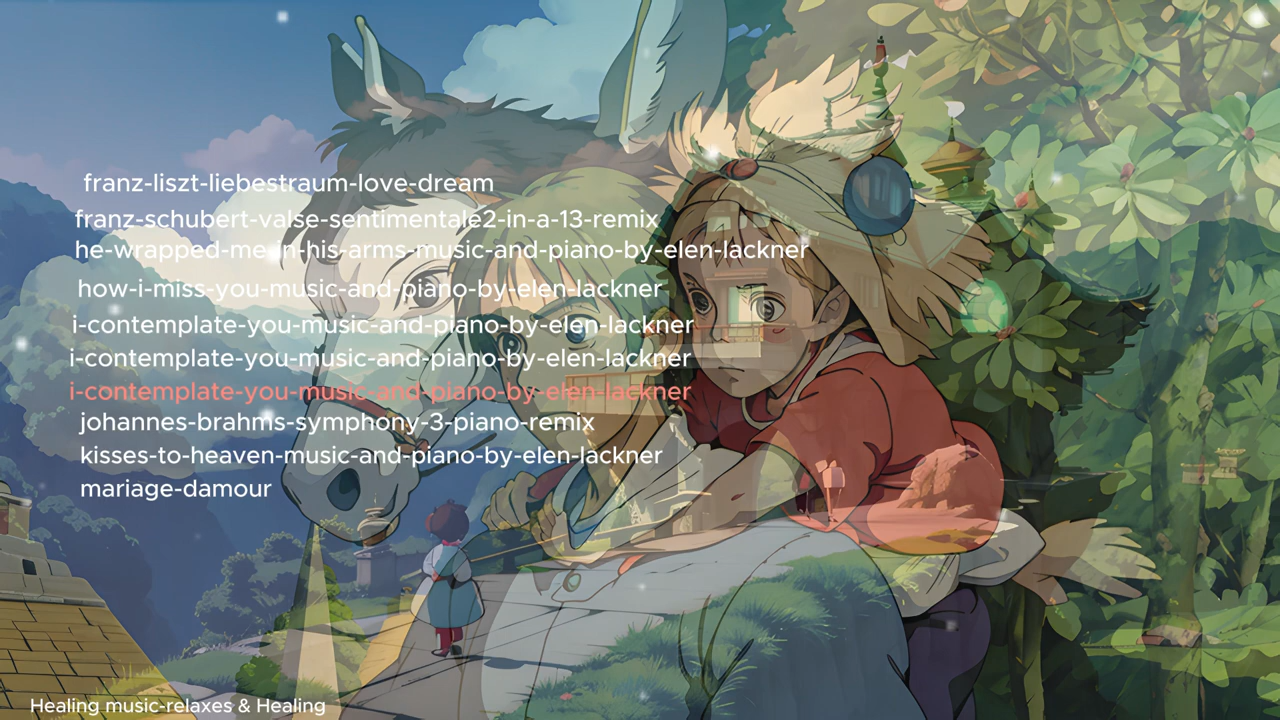 franz-liszt-liebestraum-love-dream
franz-schubert-valse-sentimentale2-in-a-13-remix
he-wrapped-me-in-his-arms-music-and-piano-by-elen-lackner
how-i-miss-you-music-and-piano-by-elen-lackner
i-contemplate-you-music-and-piano-by-elen-lackner
i-contemplate-you-music-and-piano-by-elen-lackner
i-contemplate-you-music-and-piano-by-elen-lackner
johannes-brahms-symphony-3-piano-remix
kisses-to-heaven-music-and-piano-by-elen-lackner
mariage-damour
Healing music-relaxes & Healing